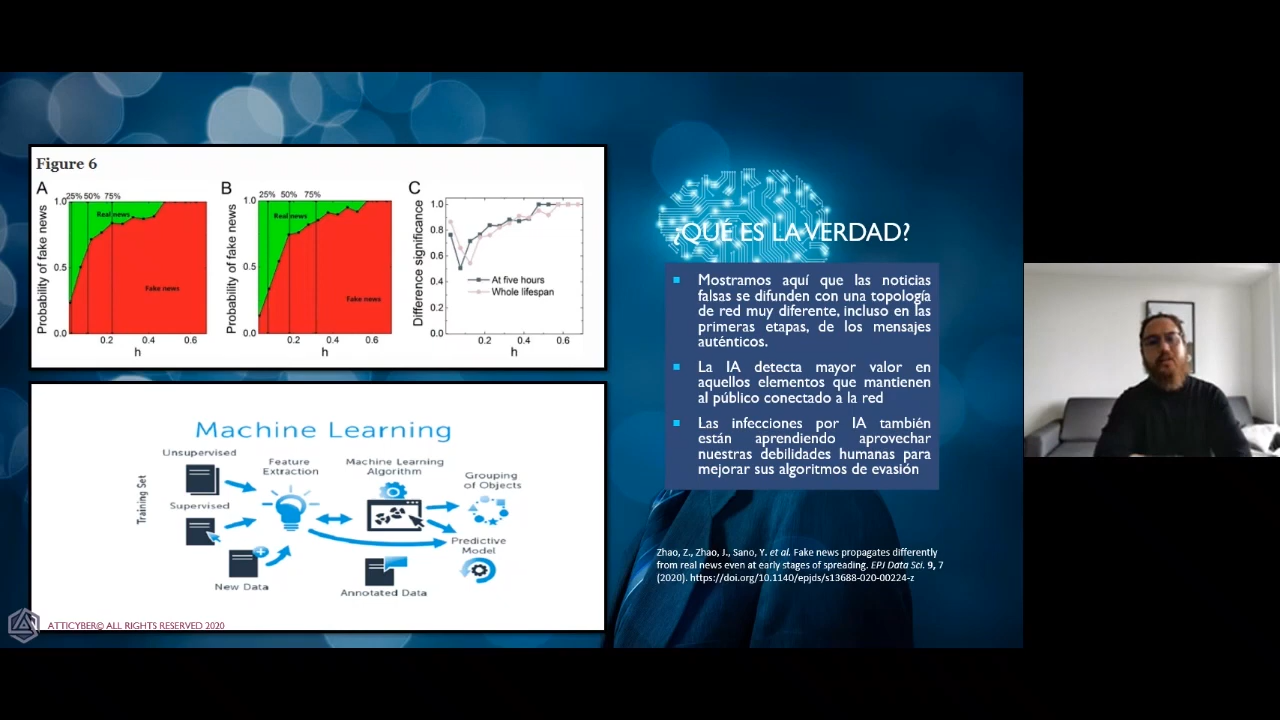 Figure 6
A
25% 50% 75%
1.0
0.5
0.0
Probability of fake news
Real news
Fake news
0.2 0.4 0.6
h
B
25% 50% 75%
1.0
0.5
0.0
Probability of fake news
Real news
Fake news
0.2 0.4 0.6
h
C
1.0
0.8
0.6
0.4
0.2
0.0
Difference significance
At five hours
Whole lifespan
0.2 0.4 0.6
h
Machine Learning
Training Set
Unsupervised
Supervised
New Data
Feature
Extraction
Machine Learning
Algorithm
Annotated Data
Grouping
of Objects
Predictive
Model
ATTICYBER© ALL RIGHTS RESERVED 2020
¿QUÉ ES LA VERDAD?
Mostramos aquí que las noticias
falsas se difunden con una topología
de red muy diferente, incluso en las
primeras etapas, de los mensajes
auténticos.
La IA detecta mayor valor en
aquellos elementos que mantienen
al público conectado a la red
Las infecciones por IA también
están aprendiendo aprovechar
nuestras debilidades humanas para
mejorar sus algoritmos de evasión
Zhao, Z., Zhao, J., Sano, Y. et al. Fake news propagates differently
from real news even at early stages of spreading. EPJ Data Sci. 9, 7
(2020). https://doi.org/10.1140/epjds/s13688-020-00224-z